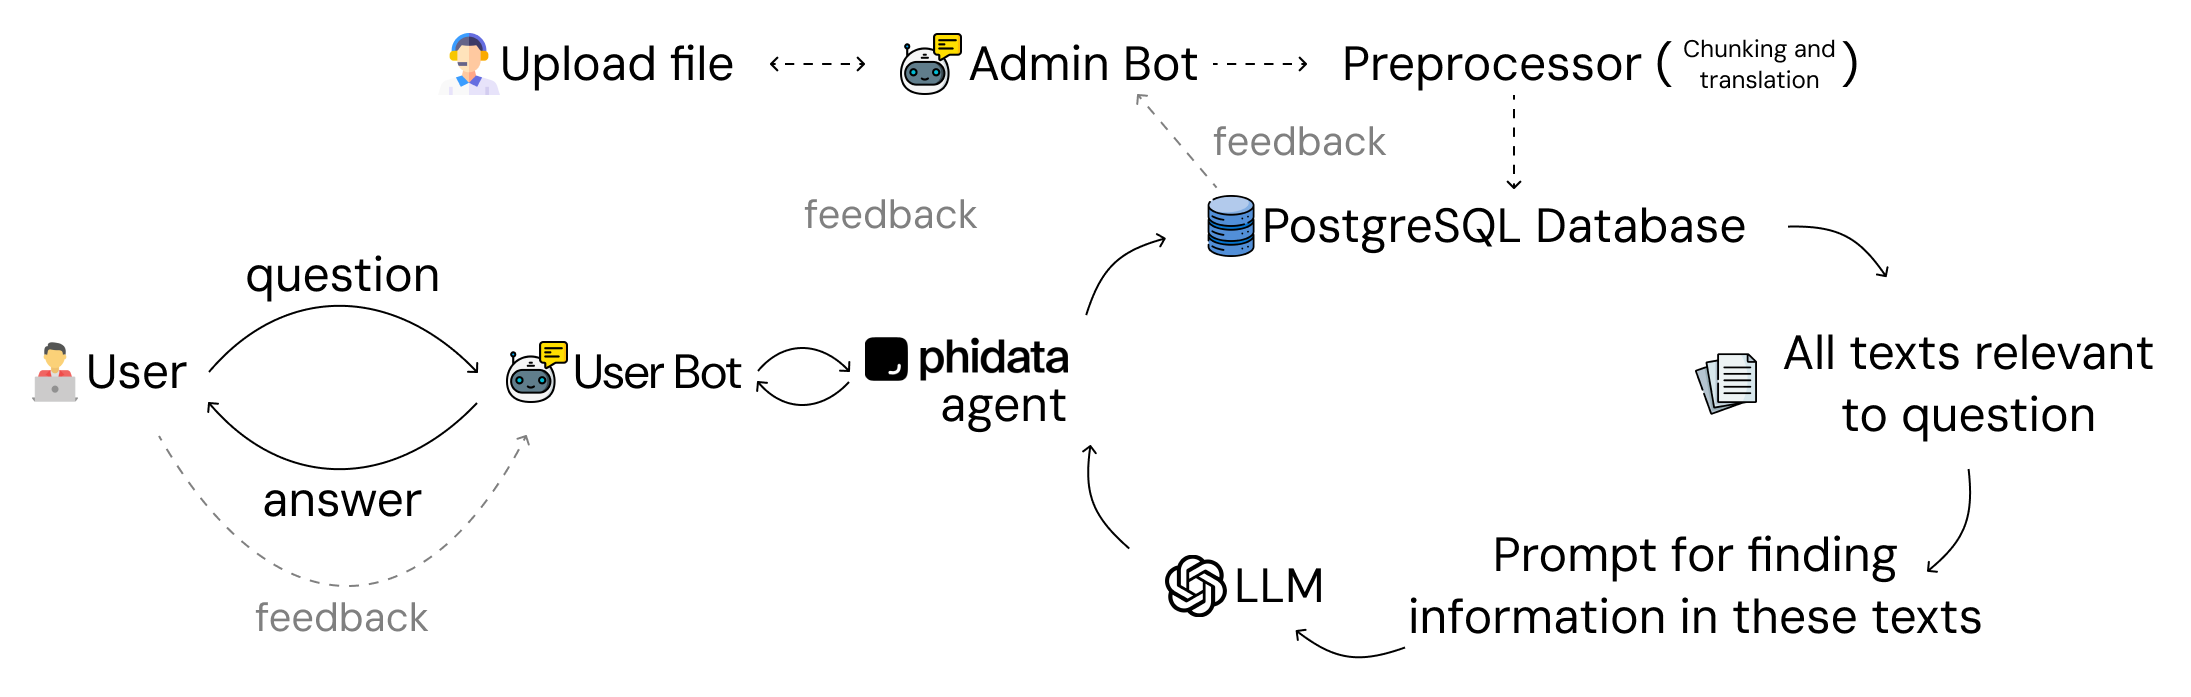 Upload file
Admin Bot
Preprocessor ( Chunking and
translation )
feedback
feedback
PostgreSQL Database
question
User
User Bot
phidata
agent
All texts relevant
to question
answer
Prompt for finding
information in these texts
LLM
feedback